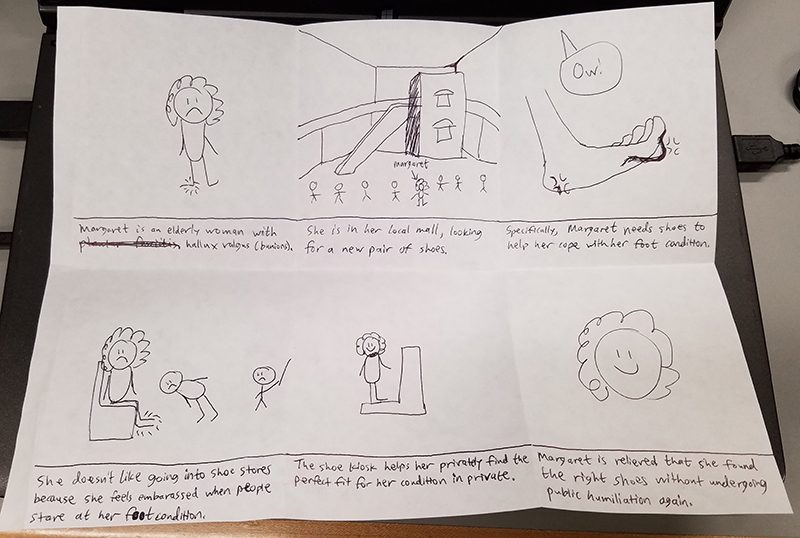 Margaret is an elderly woman with
plantar fasciitis, hallux valgus (bunions).
margaret
She is in her local mall, looking
for a new pair of shoes.
Ow!
Specifically, Margaret needs shoes to
help her cope with her foot condition.
She doesn't like going into shoe stores
because she feels embarassed when people
stare at her foot condition.
The shoe kiosk helps her privately find the
perfect fit for her condition in private.
Margaret is relieved that she found
the right shoes without undergoing
public humiliation again.